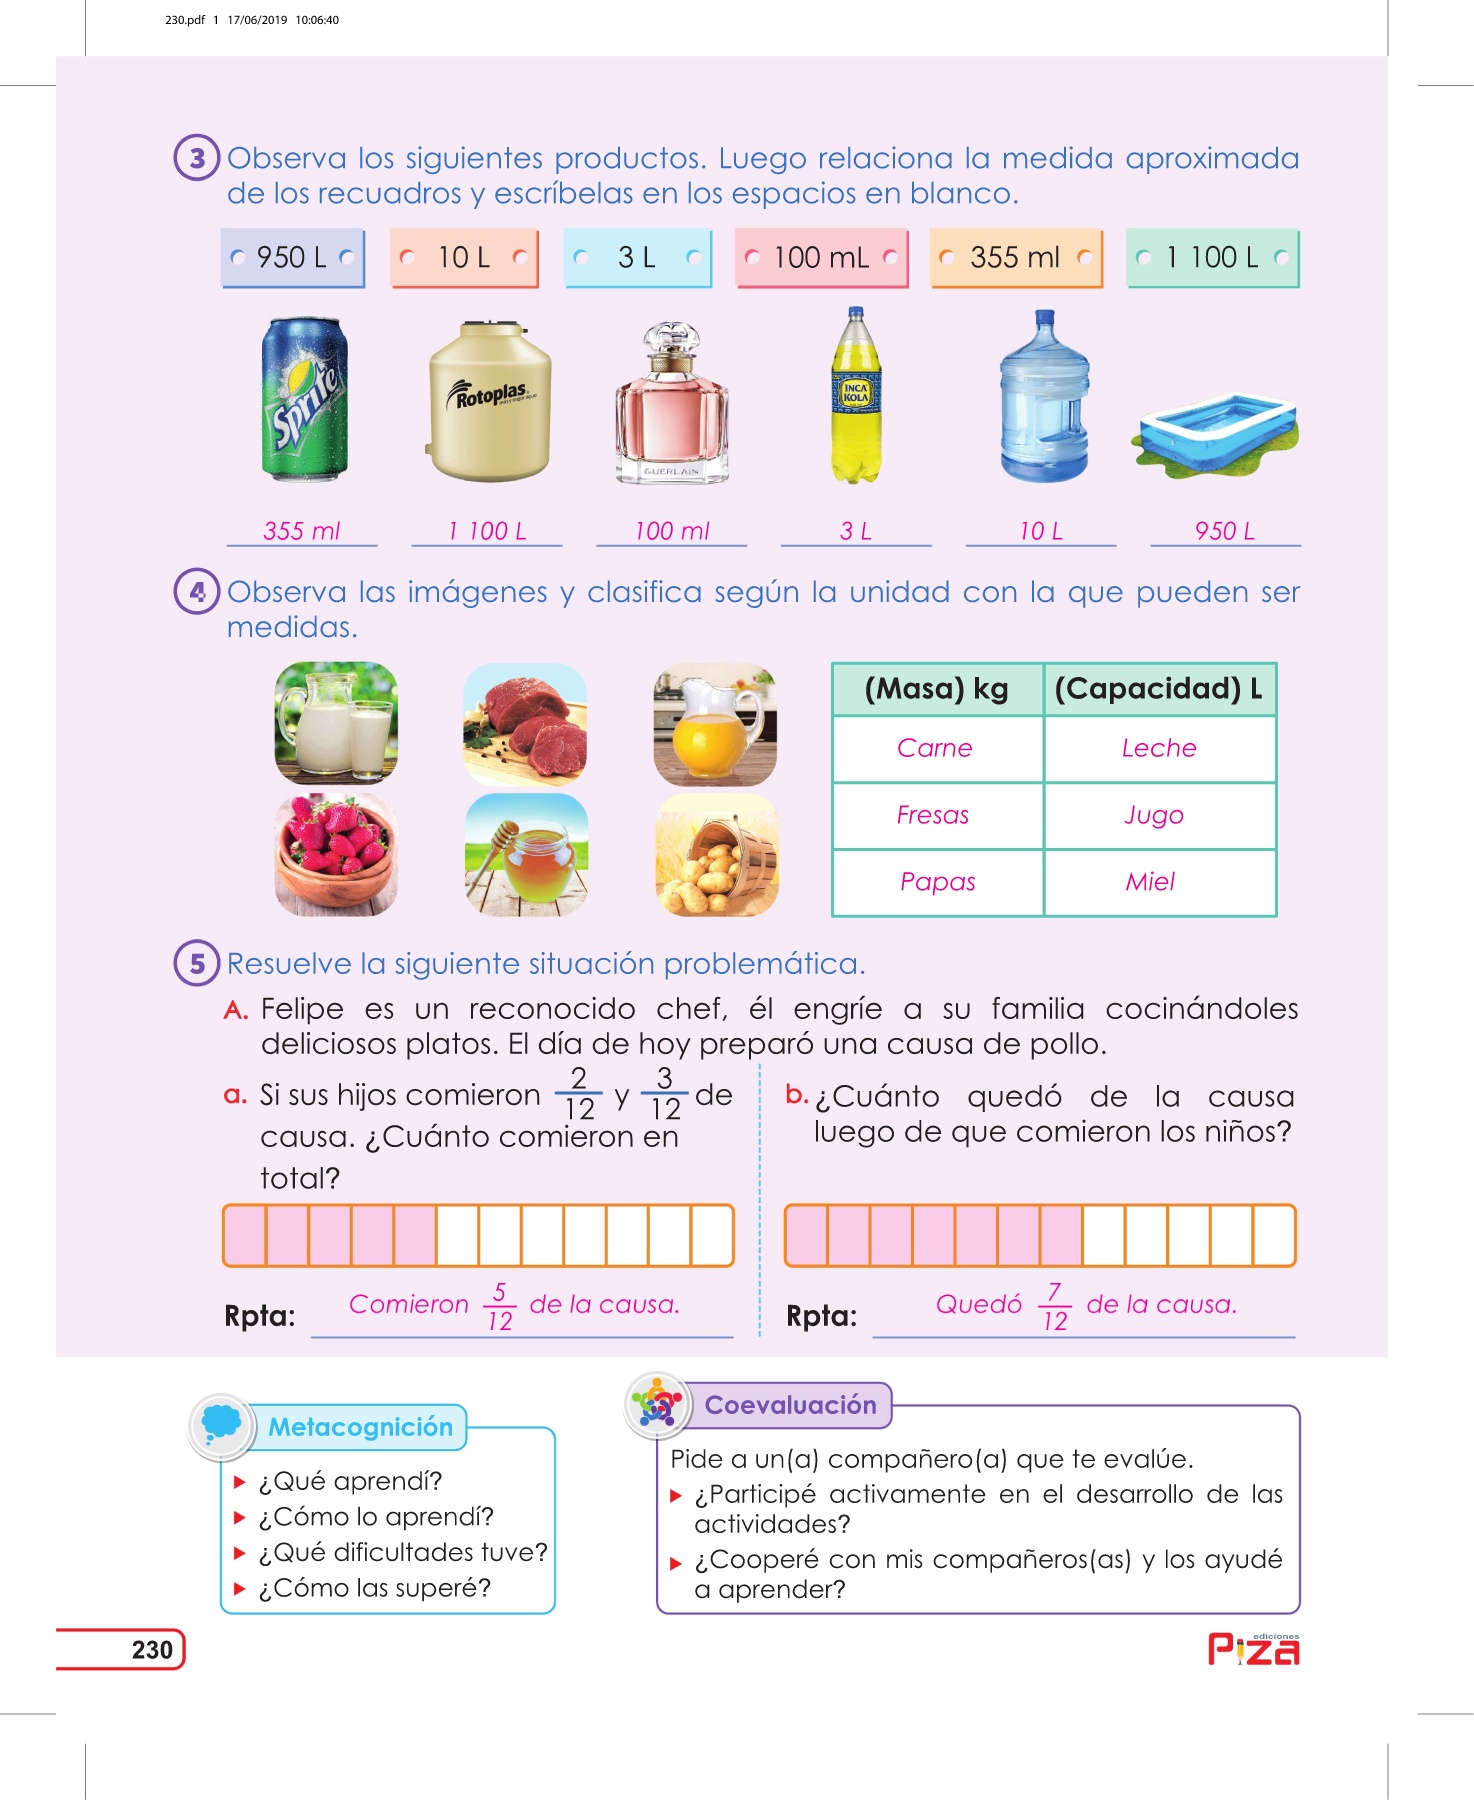 230.pdf 1 17/06/2019 10:06:40
3 Observa los siguientes productos. Luego relaciona la medida aproximada
de los recuadros y escríbelas en los espacios en blanco.
950 L 10 L 3 L 100 mL 355 ml 1 100 L
Sprite
Rotoplas
GUERLAIN
INCA
KOLA
355 ml 1 100 L 100 ml 3 L 10 L 950 L
4 Observa las imágenes y clasifica según la unidad con la que pueden ser
medidas.
(Masa) kg (Capacidad) L
Carne Leche
Fresas Jugo
Papas Miel
5 Resuelve la siguiente situación problemática.
A. Felipe es un reconocido chef, él engríe a su familia cocinándoles
deliciosos platos. El día de hoy preparó una causa de pollo.
a. Si sus hijos comieron 2/12 y 3/12 de
causa. ¿Cuánto comieron en
total?
Rpta: Comieron 5/12 de la causa.
b. ¿Cuánto quedó de la causa
luego de que comieron los niños?
Rpta: Quedó 7/12 de la causa.
Metacognición
¿Qué aprendí?
¿Cómo lo aprendí?
¿Qué dificultades tuve?
¿Cómo las superé?
Coevaluación
Pide a un(a) compañero(a) que te evalúe.
¿Participé activamente en el desarrollo de las
actividades?
¿Cooperé con mis compañeros(as) y los ayudé
a aprender?
230
ediciones
Piza